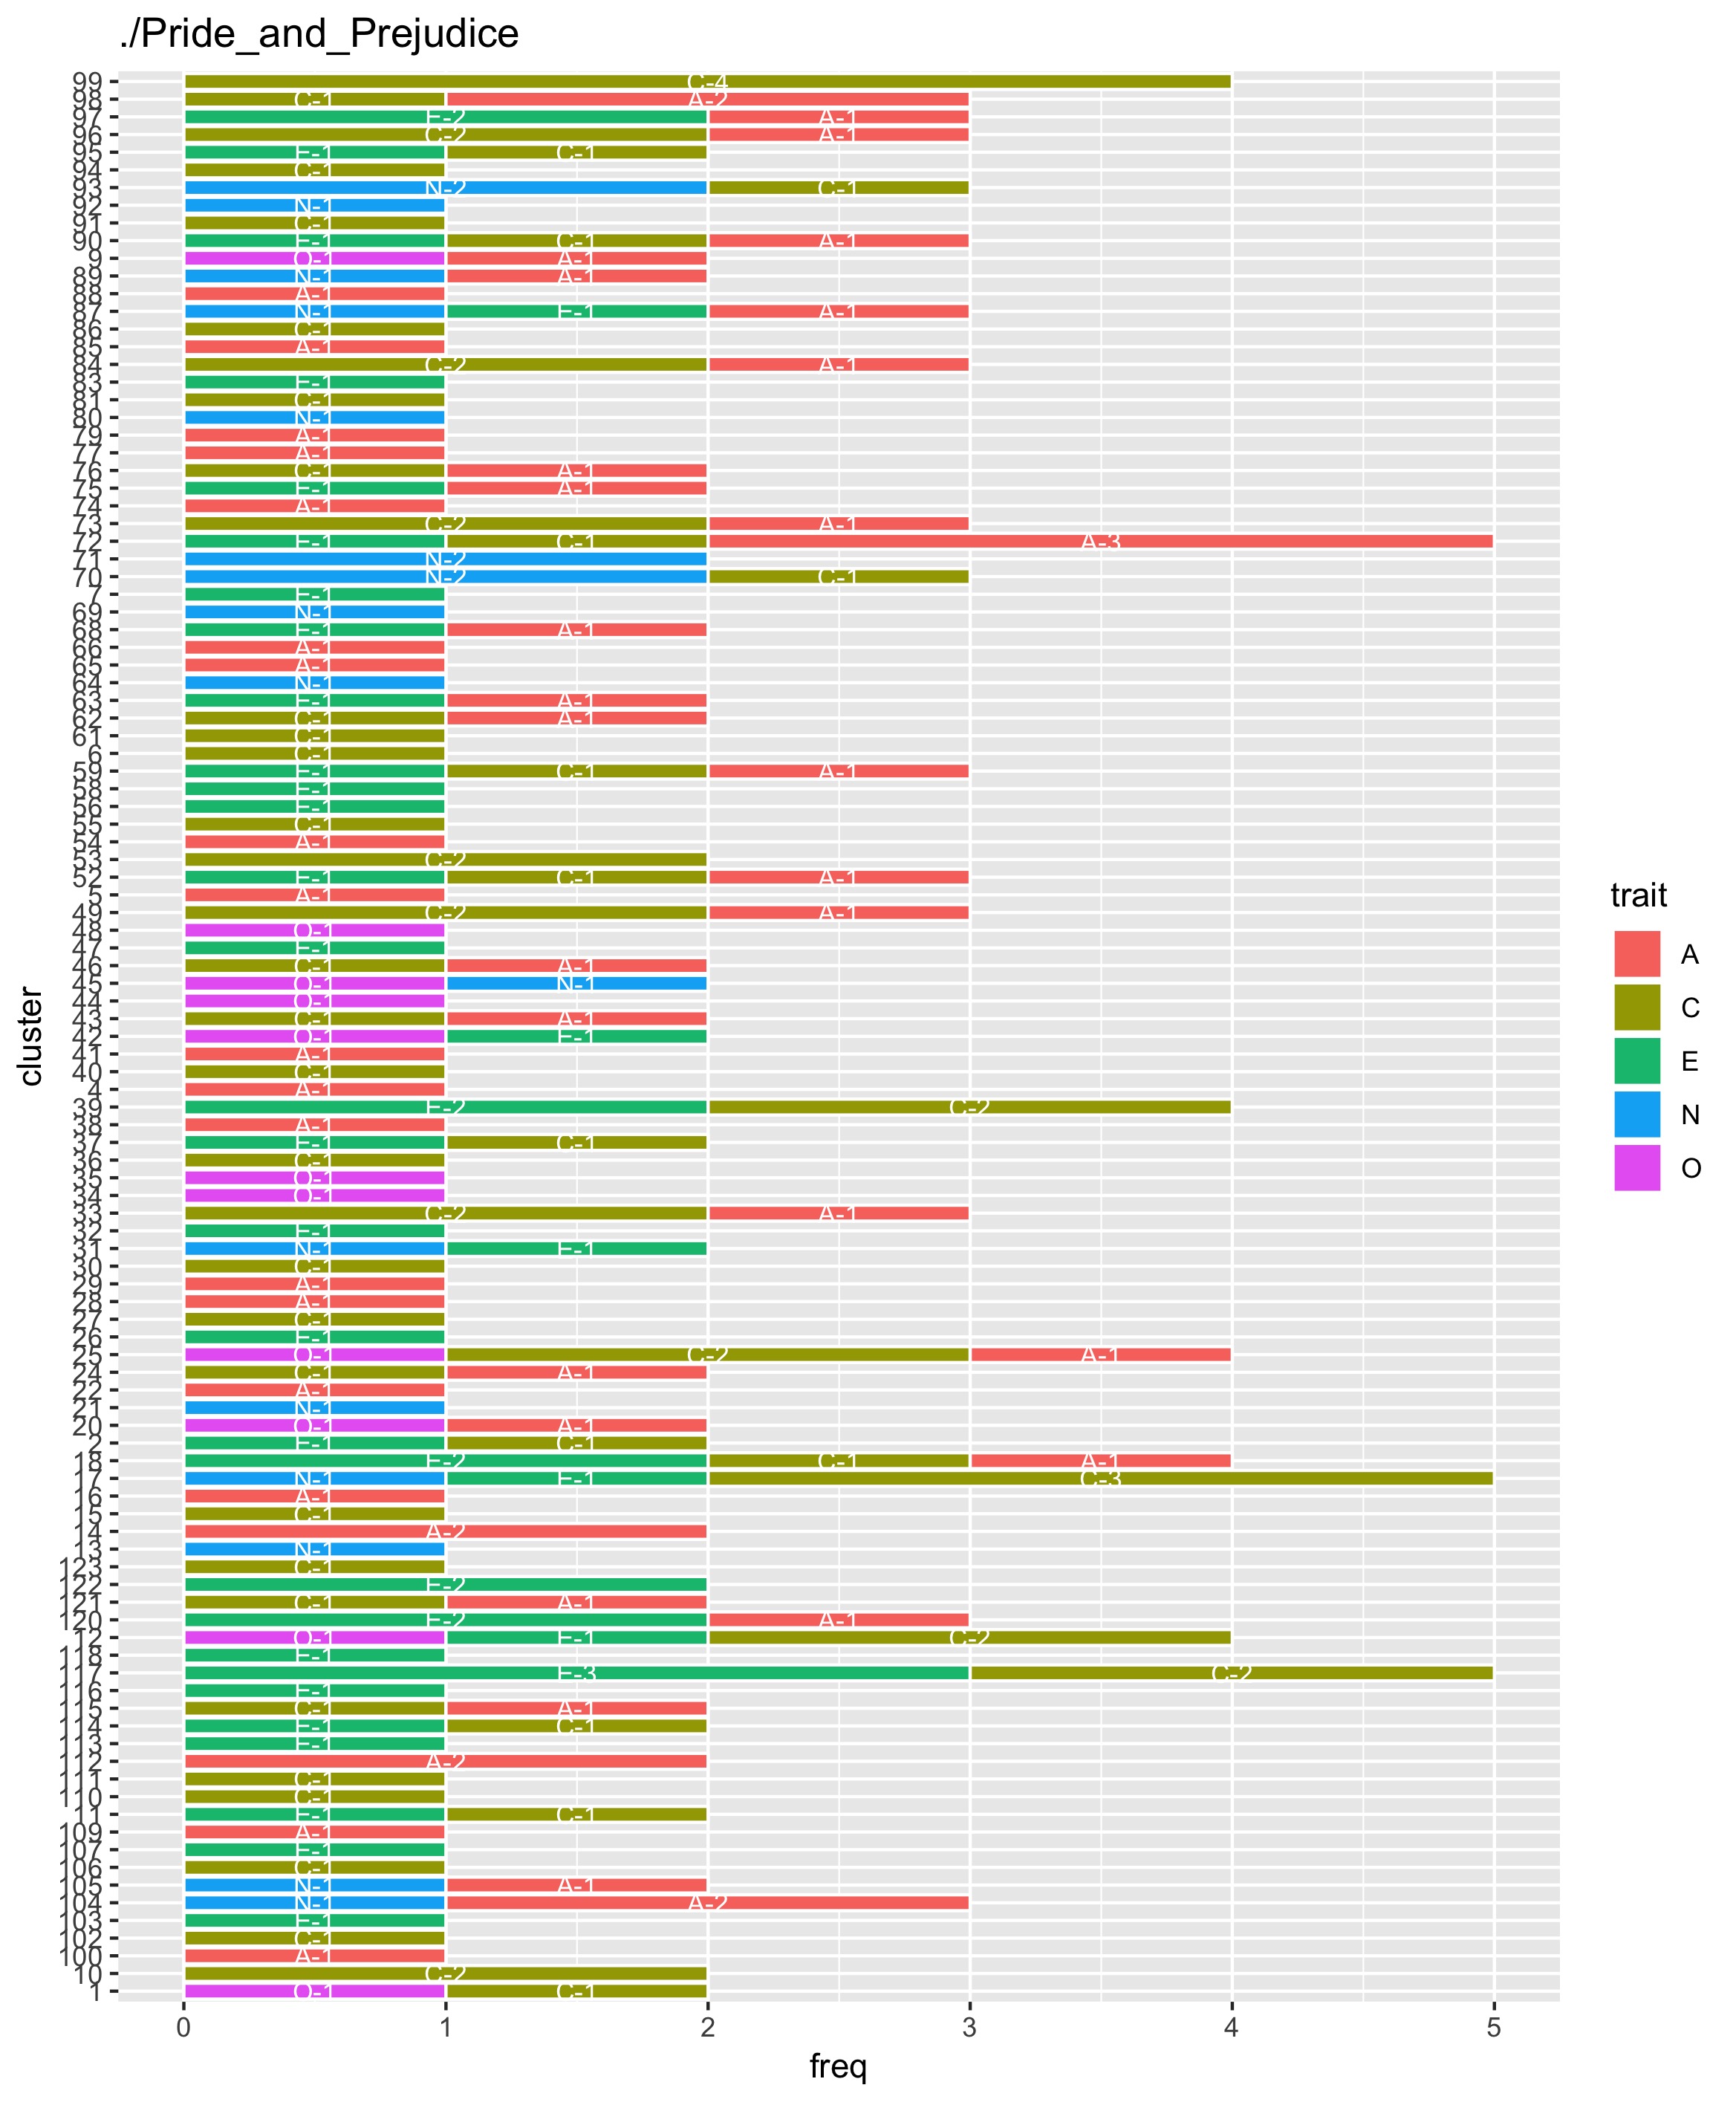 ./Pride_and_Prejudice
99 C-4
98 C-1 A-2
97 E-2 A-1
96 C-2 A-1
95 E-1 C-1
94 C-1
93 N-2 C-1
92 N-1
91 C-1
90 E-1 C-1 A-1
9 O-1 A-1
89 N-1 A-1
88 A-1
87 N-1 E-1 A-1
86 C-1
85 A-1
84 C-2 A-1
83 E-1
81 C-1
80 N-1
79 A-1
77 A-1
76 C-1 A-1
75 E-1 A-1
74 A-1
73 C-2 A-1
72 E-1 C-1 A-3
71 N-2
70 N-2 C-1
7 E-1
69 N-1
68 E-1 A-1
66 A-1
65 A-1
64 N-1
63 E-1 A-1
62 C-1 A-1
61 C-1
6 C-1
59 E-1 C-1 A-1
58 E-1
56 E-1
55 C-1
54 A-1
53 C-2
52 E-1 C-1 A-1
5 A-1
49 C-2 A-1
48 O-1
47 E-1
46 C-1 A-1
45 O-1 N-1
44 O-1
43 C-1 A-1
42 O-1 E-1
41 A-1
40 C-1
4 A-1
39 E-2 C-2
38 A-1
37 E-1 C-1
36 C-1
35 O-1
34 O-1
33 C-2 A-1
32 E-1
31 N-1 E-1
30 C-1
29 A-1
28 A-1
27 C-1
26 E-1
25 O-1 C-2 A-1
24 C-1 A-1
22 A-1
21 N-1
20 O-1 A-1
2 E-1 C-1
18 E-2 C-1 A-1
17 N-1 E-1 C-3
16 A-1
15 C-1
14 A-2
13 N-1
123 C-1
122 E-2
121 C-1 A-1
120 E-2 A-1
12 O-1 E-1 C-2
118 E-1
117 E-3 C-2
116 E-1
115 C-1 A-1
114 E-1 C-1
113 E-1
112 A-2
111 C-1
110 C-1
11 E-1 C-1
109 A-1
107 E-1
106 C-1
105 N-1 A-1
104 N-1 A-2
103 E-1
102 C-1
100 A-1
10 C-2
1 O-1 C-1
0 1 2 3 4 5
freq
cluster
trait
A
C
E
N
O